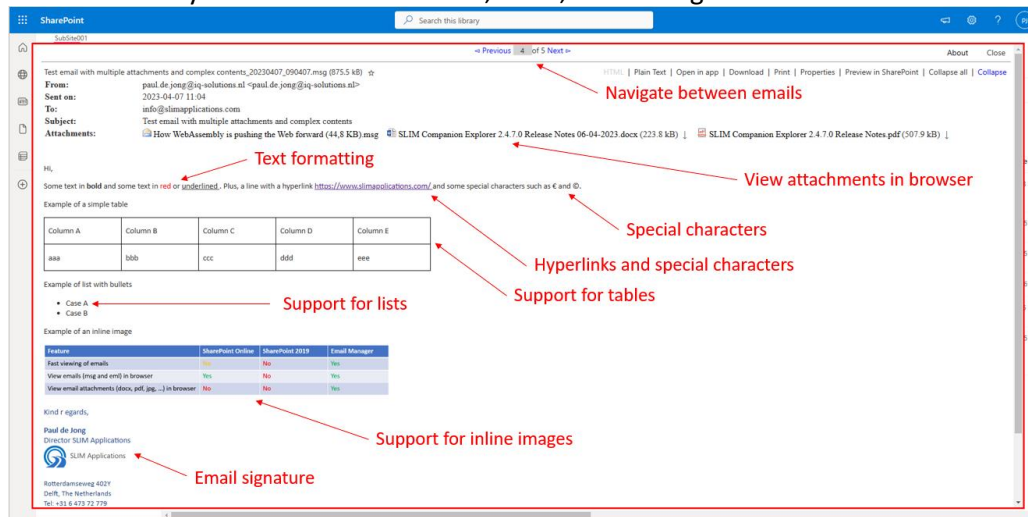 SharePoint
Search this library
SubSite001
Previous 4 of 5 Next
About Close
Test email with multiple attachments and complex contents_20230407_090407.msg (875.5 kB)
HTML | Plain Text | Open in app | Download | Print | Properties | Preview in SharePoint | Collapse all | Collapse
From: paul.de.jong@iq-solutions.nl <paul.de.jong@iq-solutions.nl>
Sent on: 2023-04-07 11:04
To: info@slimapplications.com
Subject: Test email with multiple attachments and complex contents
Attachments: How WebAssembly is pushing the Web forward (44,8 KB).msg SLIM Companion Explorer 2.4.7.0 Release Notes 06-04-2023.docx (223.8 kB) ↓ SLIM Companion Explorer 2.4.7.0 Release Notes.pdf (507.9 kB) ↓
Navigate between emails
Text formatting
View attachments in browser
Hi,
Some text in bold and some text in red or underlined . Plus, a line with a hyperlink https://www.slimapplications.com/ and some special characters such as € and ©.
Special characters
Hyperlinks and special characters
Example of a simple table
Column A Column B Column C Column D Column E
aaa bbb ccc ddd eee
Support for tables
Example of list with bullets
• Case A
• Case B
Support for lists
Example of an inline image
Feature SharePoint Online SharePoint 2019 Email Manager
Fast viewing of emails No No Yes
View emails (msg and eml) in browser Yes No Yes
View email attachments (docx, pdf, jpg, ...) in browser No No Yes
Support for inline images
Kind r egards,
Paul de Jong
Director SLIM Applications
SLIM Applications
Email signature
Rotterdamseweg 402Y
Delft, The Netherlands
Tel: +31 6 473 72 779